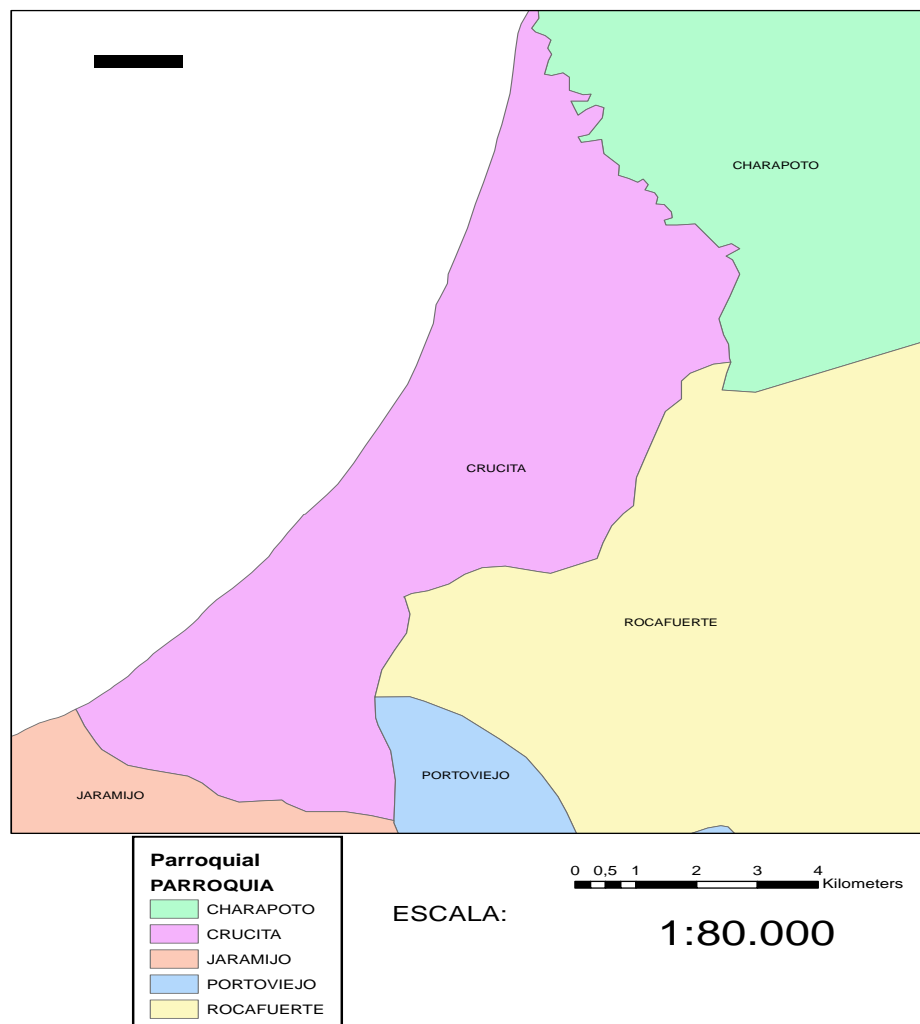 CHARAPOTO
CRUCITA
ROCAFUERTE
PORTOVIEJO
JARAMIJO
Parroquial
PARROQUIA
CHARAPOTO
CRUCITA
JARAMIJO
PORTOVIEJO
ROCAFUERTE
ESCALA:
0 0,5 1 2 3 4
Kilometers
1:80.000